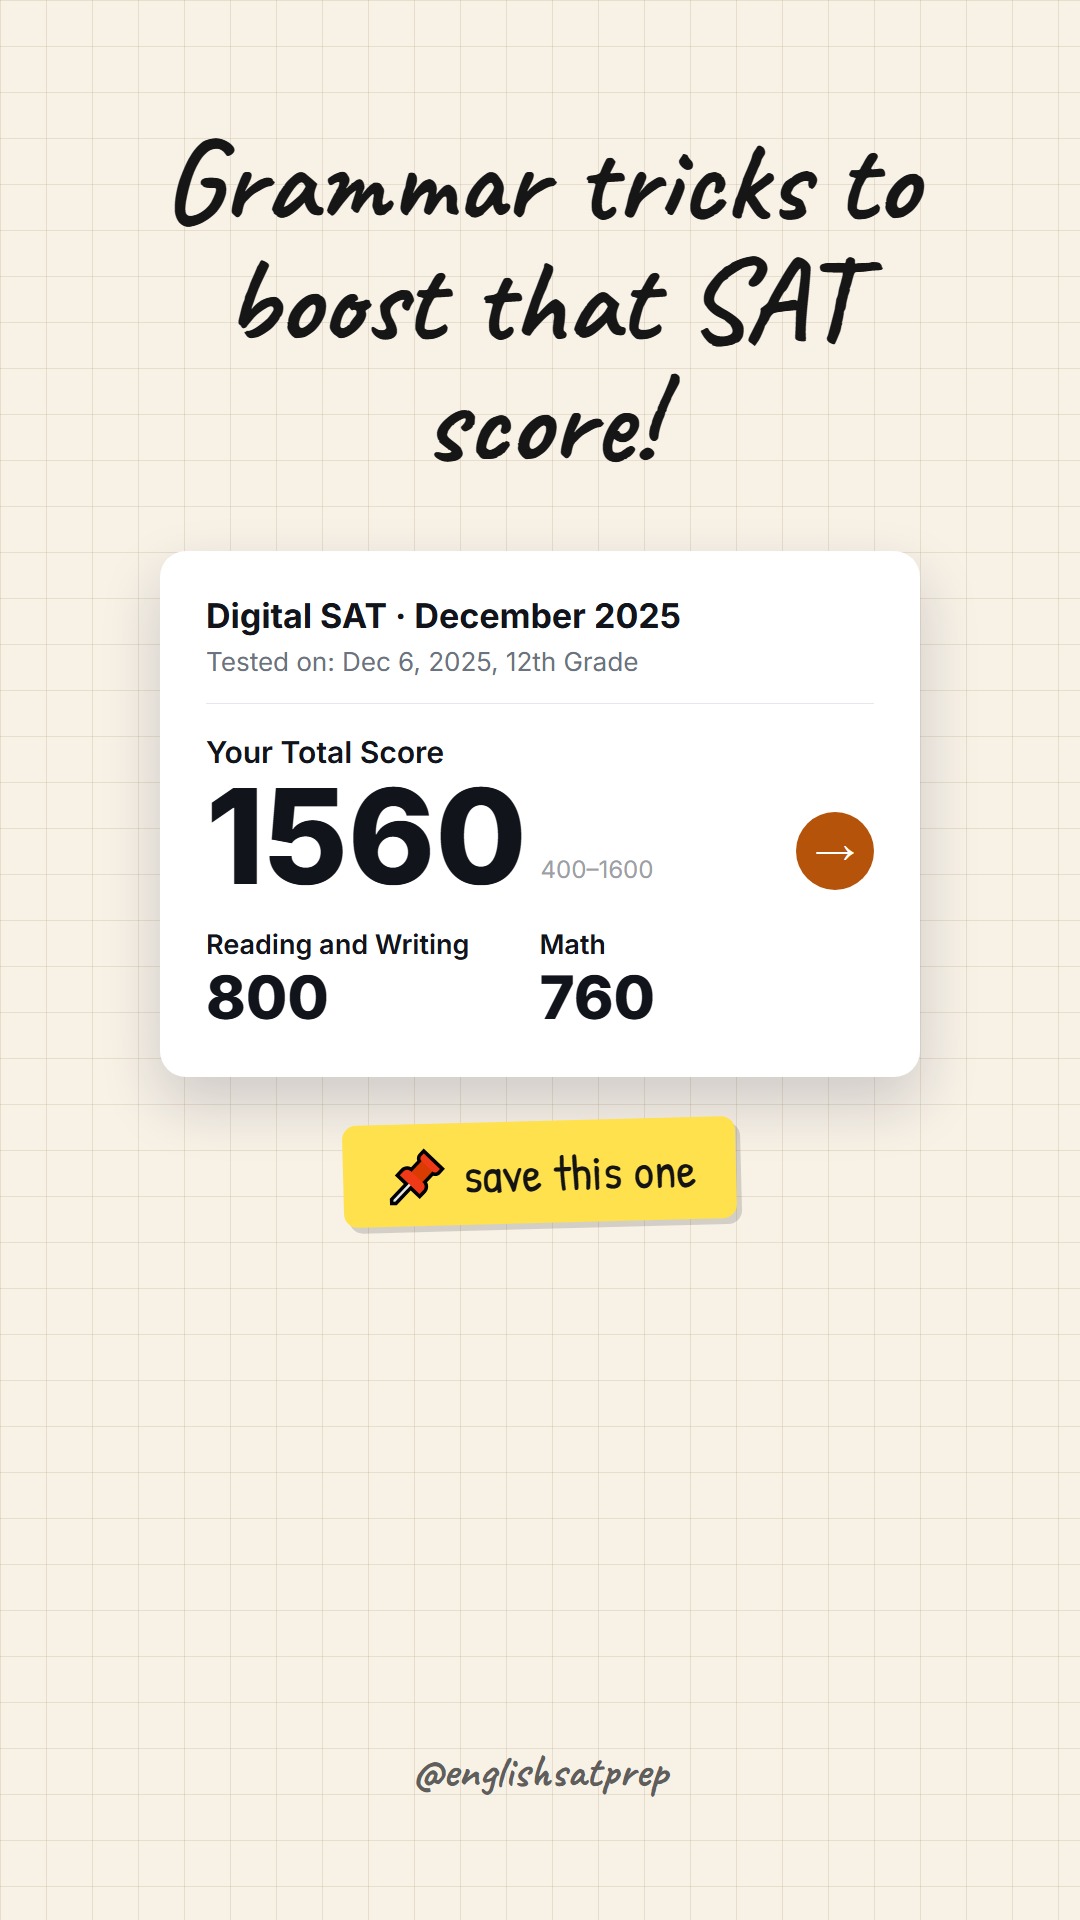 Grammar tricks to
boost that SAT
score!
Digital SAT · December 2025
Tested on: Dec 6, 2025, 12th Grade
Your Total Score
1560 400–1600
→
Reading and Writing Math
800 760
📌 save this one
@englishsatprep